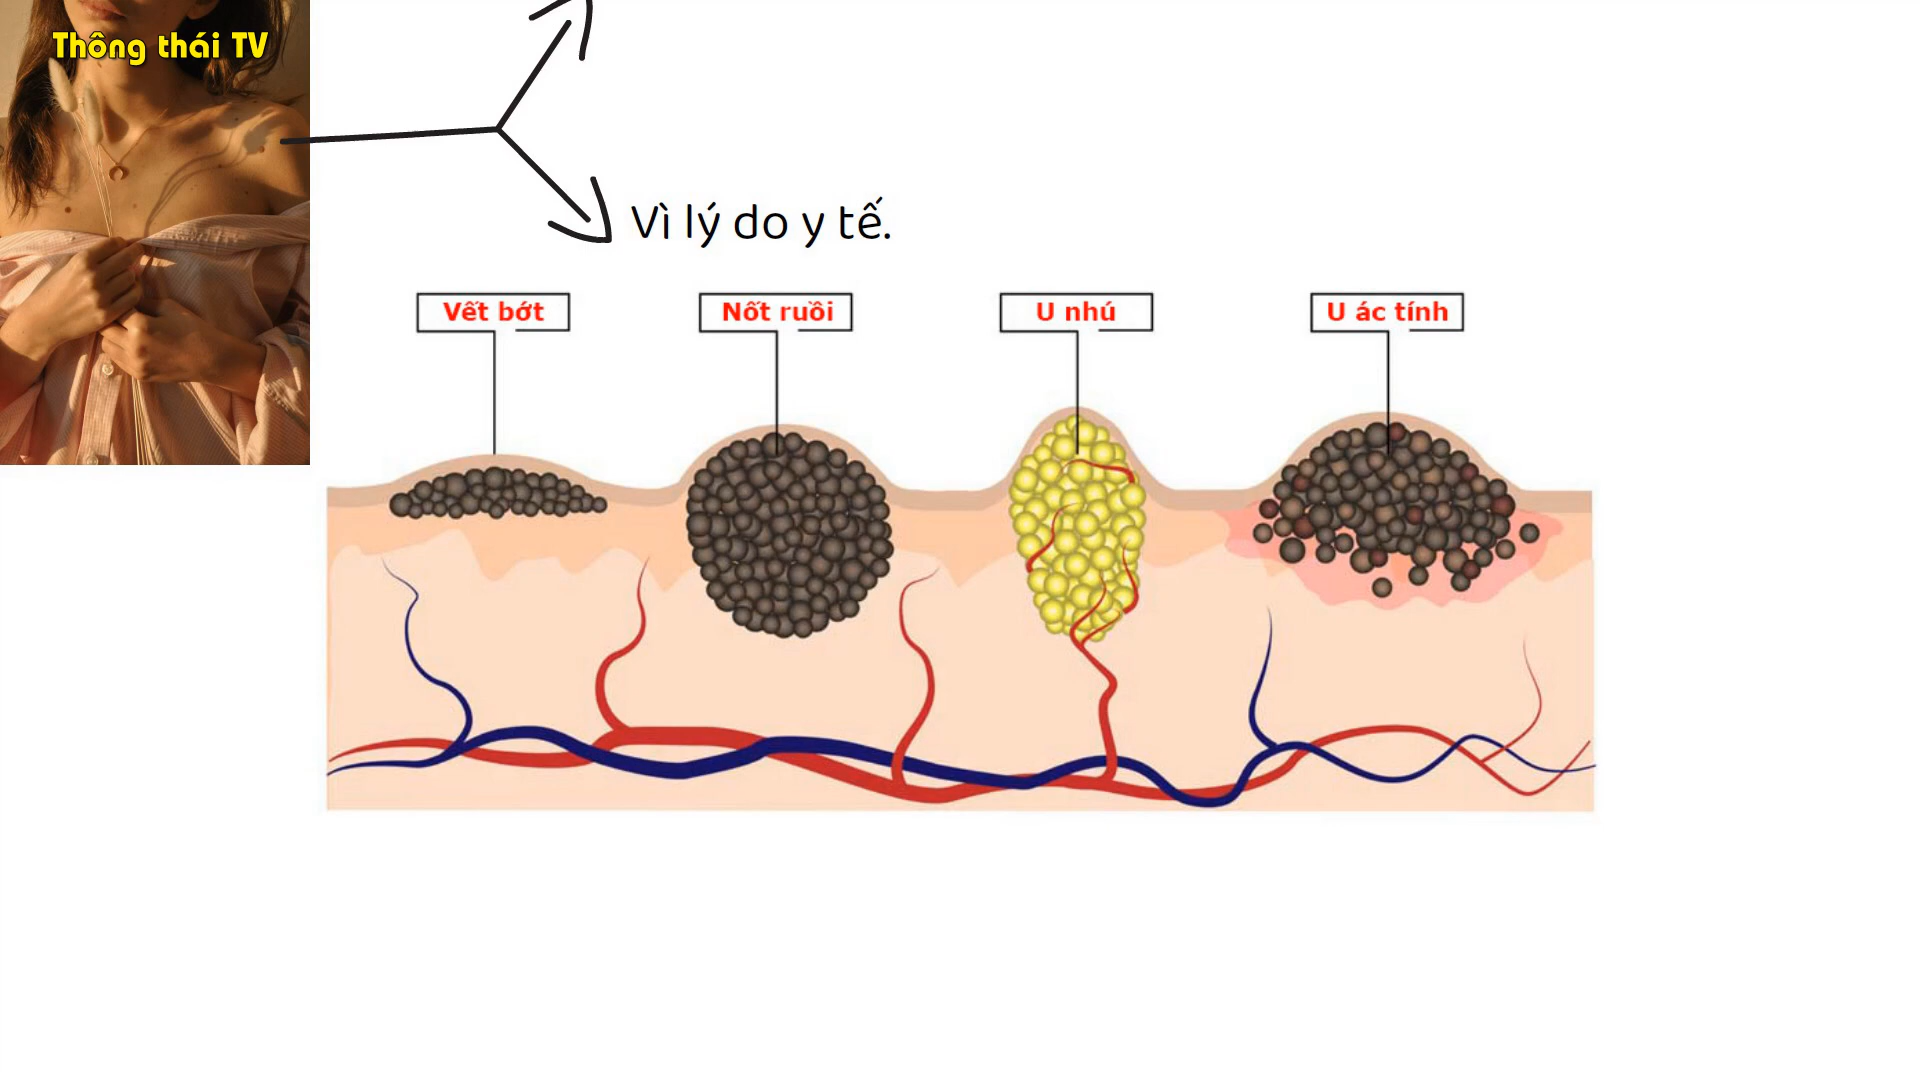 Thông thái TV
Vì lý do y tế.
Vết bớt
Nốt ruồi
U nhú
U ác tính